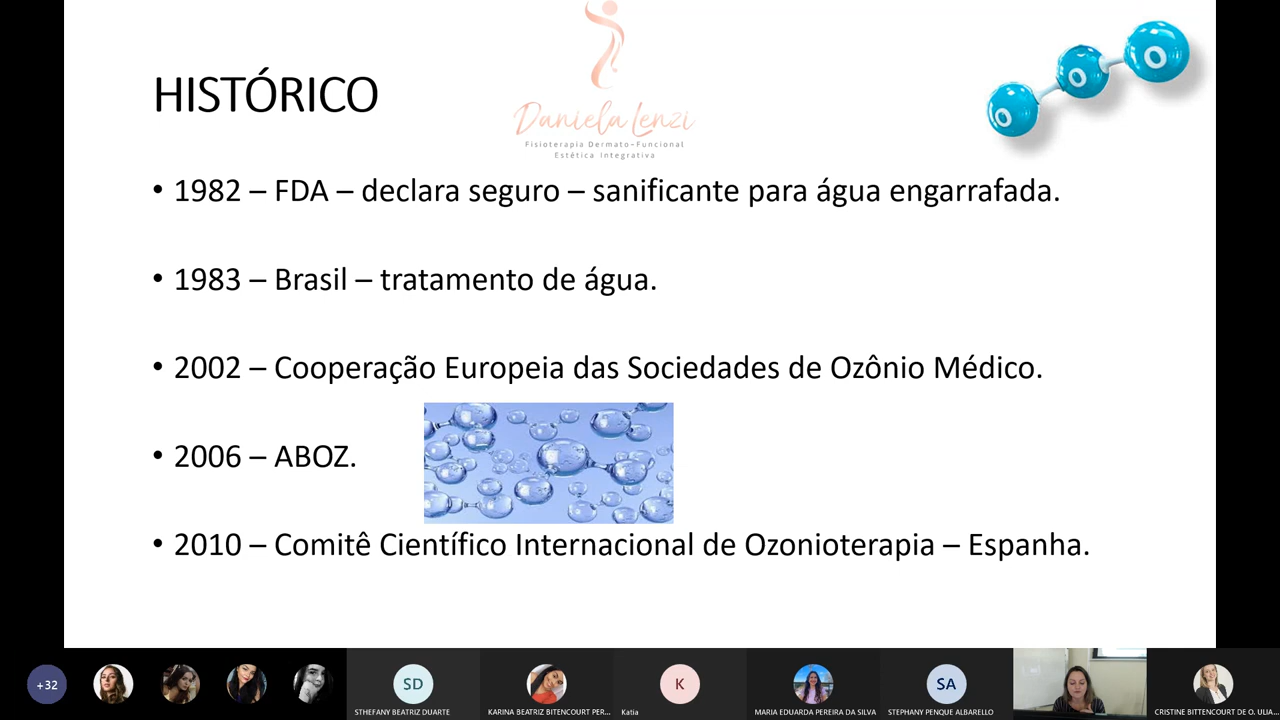 HISTÓRICO
Daniela Lenzi
Fisioterapia Dermato-Funcional
Estética Integrativa
O O O
• 1982 – FDA – declara seguro – sanificante para água engarrafada.
• 1983 – Brasil – tratamento de água.
• 2002 – Cooperação Europeia das Sociedades de Ozônio Médico.
• 2006 – ABOZ.
• 2010 – Comitê Científico Internacional de Ozonioterapia – Espanha.
+32
SD
K
SA
STHEFANY BEATRIZ DUARTE
KARINA BEATRIZ BITENCOURT PER...
Katia
MARIA EDUARDA PEREIRA DA SILVA
STEPHANY PENQUE ALBARELLO
CRISTINE BITTENCOURT DE O. ULIA...